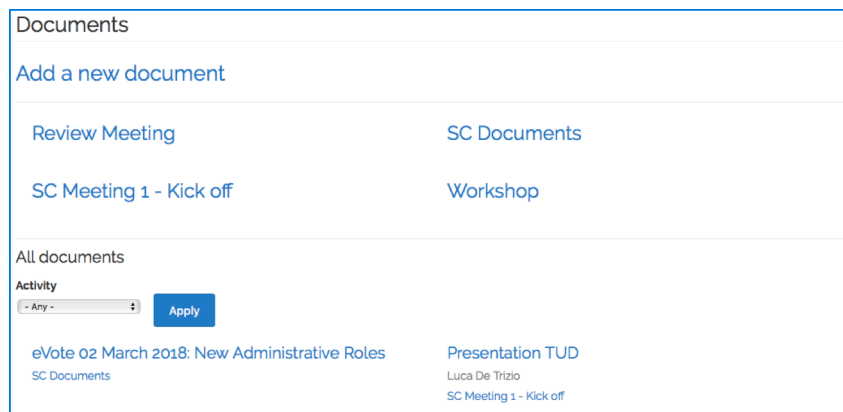 Documents
Add a new document
Review Meeting
SC Documents
SC Meeting 1 - Kick off
Workshop
All documents
Activity
- Any -
Apply
eVote 02 March 2018: New Administrative Roles
SC Documents
Presentation TUD
Luca De Trizio
SC Meeting 1 - Kick off